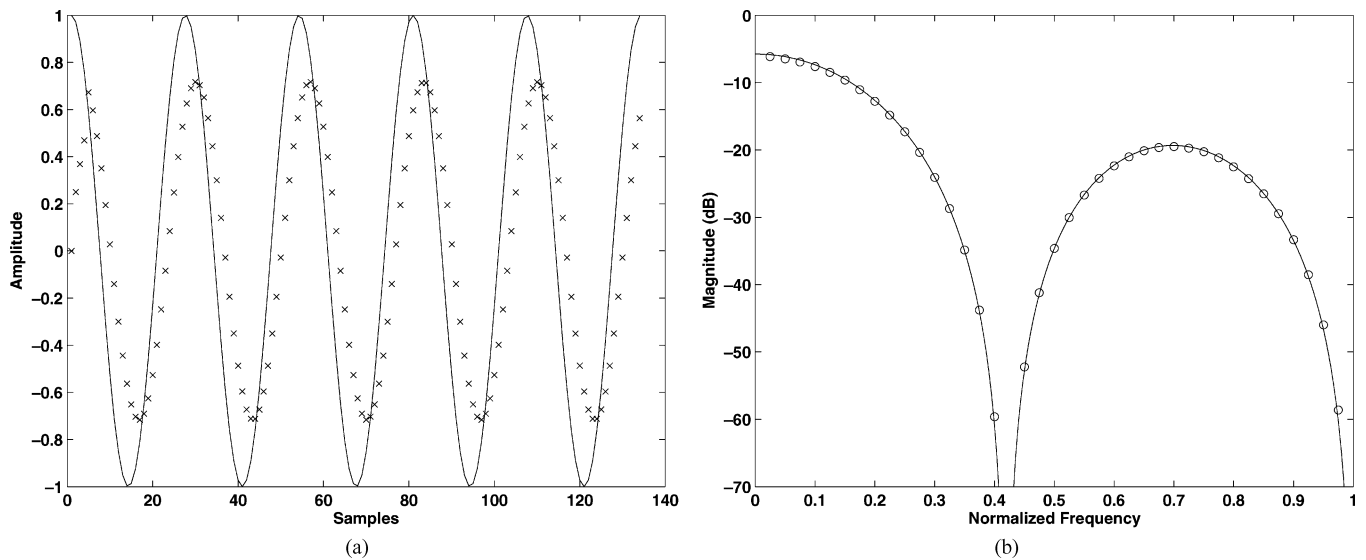 1
0.8
0.6
0.4
0.2
0
−0.2
−0.4
−0.6
−0.8
−1
Amplitude
0 20 40 60 80 100 120 140
Samples
(a)
0
−10
−20
−30
−40
−50
−60
−70
Magnitude (dB)
0 0.1 0.2 0.3 0.4 0.5 0.6 0.7 0.8 0.9 1
Normalized Frequency
(b)